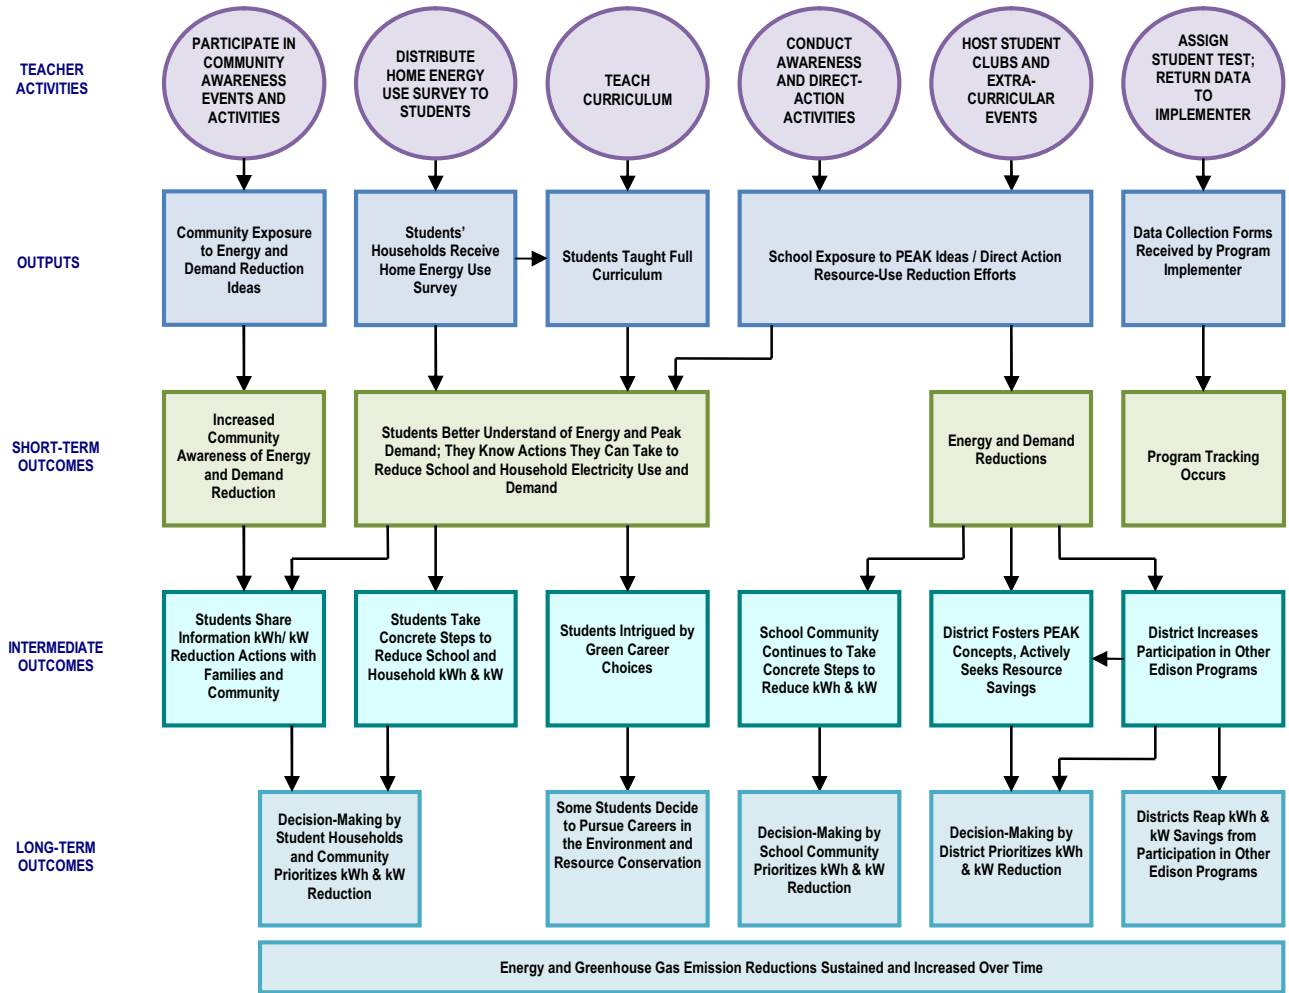 TEACHER
ACTIVITIES
PARTICIPATE IN
COMMUNITY
AWARENESS
EVENTS AND
ACTIVITIES
DISTRIBUTE
HOME ENERGY
USE SURVEY TO
STUDENTS
TEACH
CURRICULUM
CONDUCT
AWARENESS
AND DIRECT-
ACTION
ACTIVITIES
HOST STUDENT
CLUBS AND
EXTRA-
CURRICULAR
EVENTS
ASSIGN
STUDENT TEST;
RETURN DATA
TO
IMPLEMENTER
OUTPUTS
Community Exposure
to Energy and
Demand Reduction
Ideas
Students'
Households Receive
Home Energy Use
Survey
Students Taught Full
Curriculum
School Exposure to PEAK Ideas / Direct Action
Resource-Use Reduction Efforts
Data Collection Forms
Received by Program
Implementer
SHORT-TERM
OUTCOMES
Increased
Community
Awareness of Energy
and Demand
Reduction
Students Better Understand of Energy and Peak
Demand; They Know Actions They Can Take to
Reduce School and Household Electricity Use and
Demand
Energy and Demand
Reductions
Program Tracking
Occurs
INTERMEDIATE
OUTCOMES
Students Share
Information kWh/ kW
Reduction Actions with
Families and
Community
Students Take
Concrete Steps to
Reduce School and
Household kWh & kW
Students Intrigued by
Green Career
Choices
School Community
Continues to Take
Concrete Steps to
Reduce kWh & kW
District Fosters PEAK
Concepts, Actively
Seeks Resource
Savings
District Increases
Participation in Other
Edison Programs
LONG-TERM
OUTCOMES
Decision-Making by
Student Households
and Community
Prioritizes kWh & kW
Reduction
Some Students Decide
to Pursue Careers in
the Environment and
Resource Conservation
Decision-Making by
School Community
Prioritizes kWh & kW
Reduction
Decision-Making by
District Prioritizes kWh
& kW Reduction
Districts Reap kWh &
kW Savings from
Participation in Other
Edison Programs
Energy and Greenhouse Gas Emission Reductions Sustained and Increased Over Time